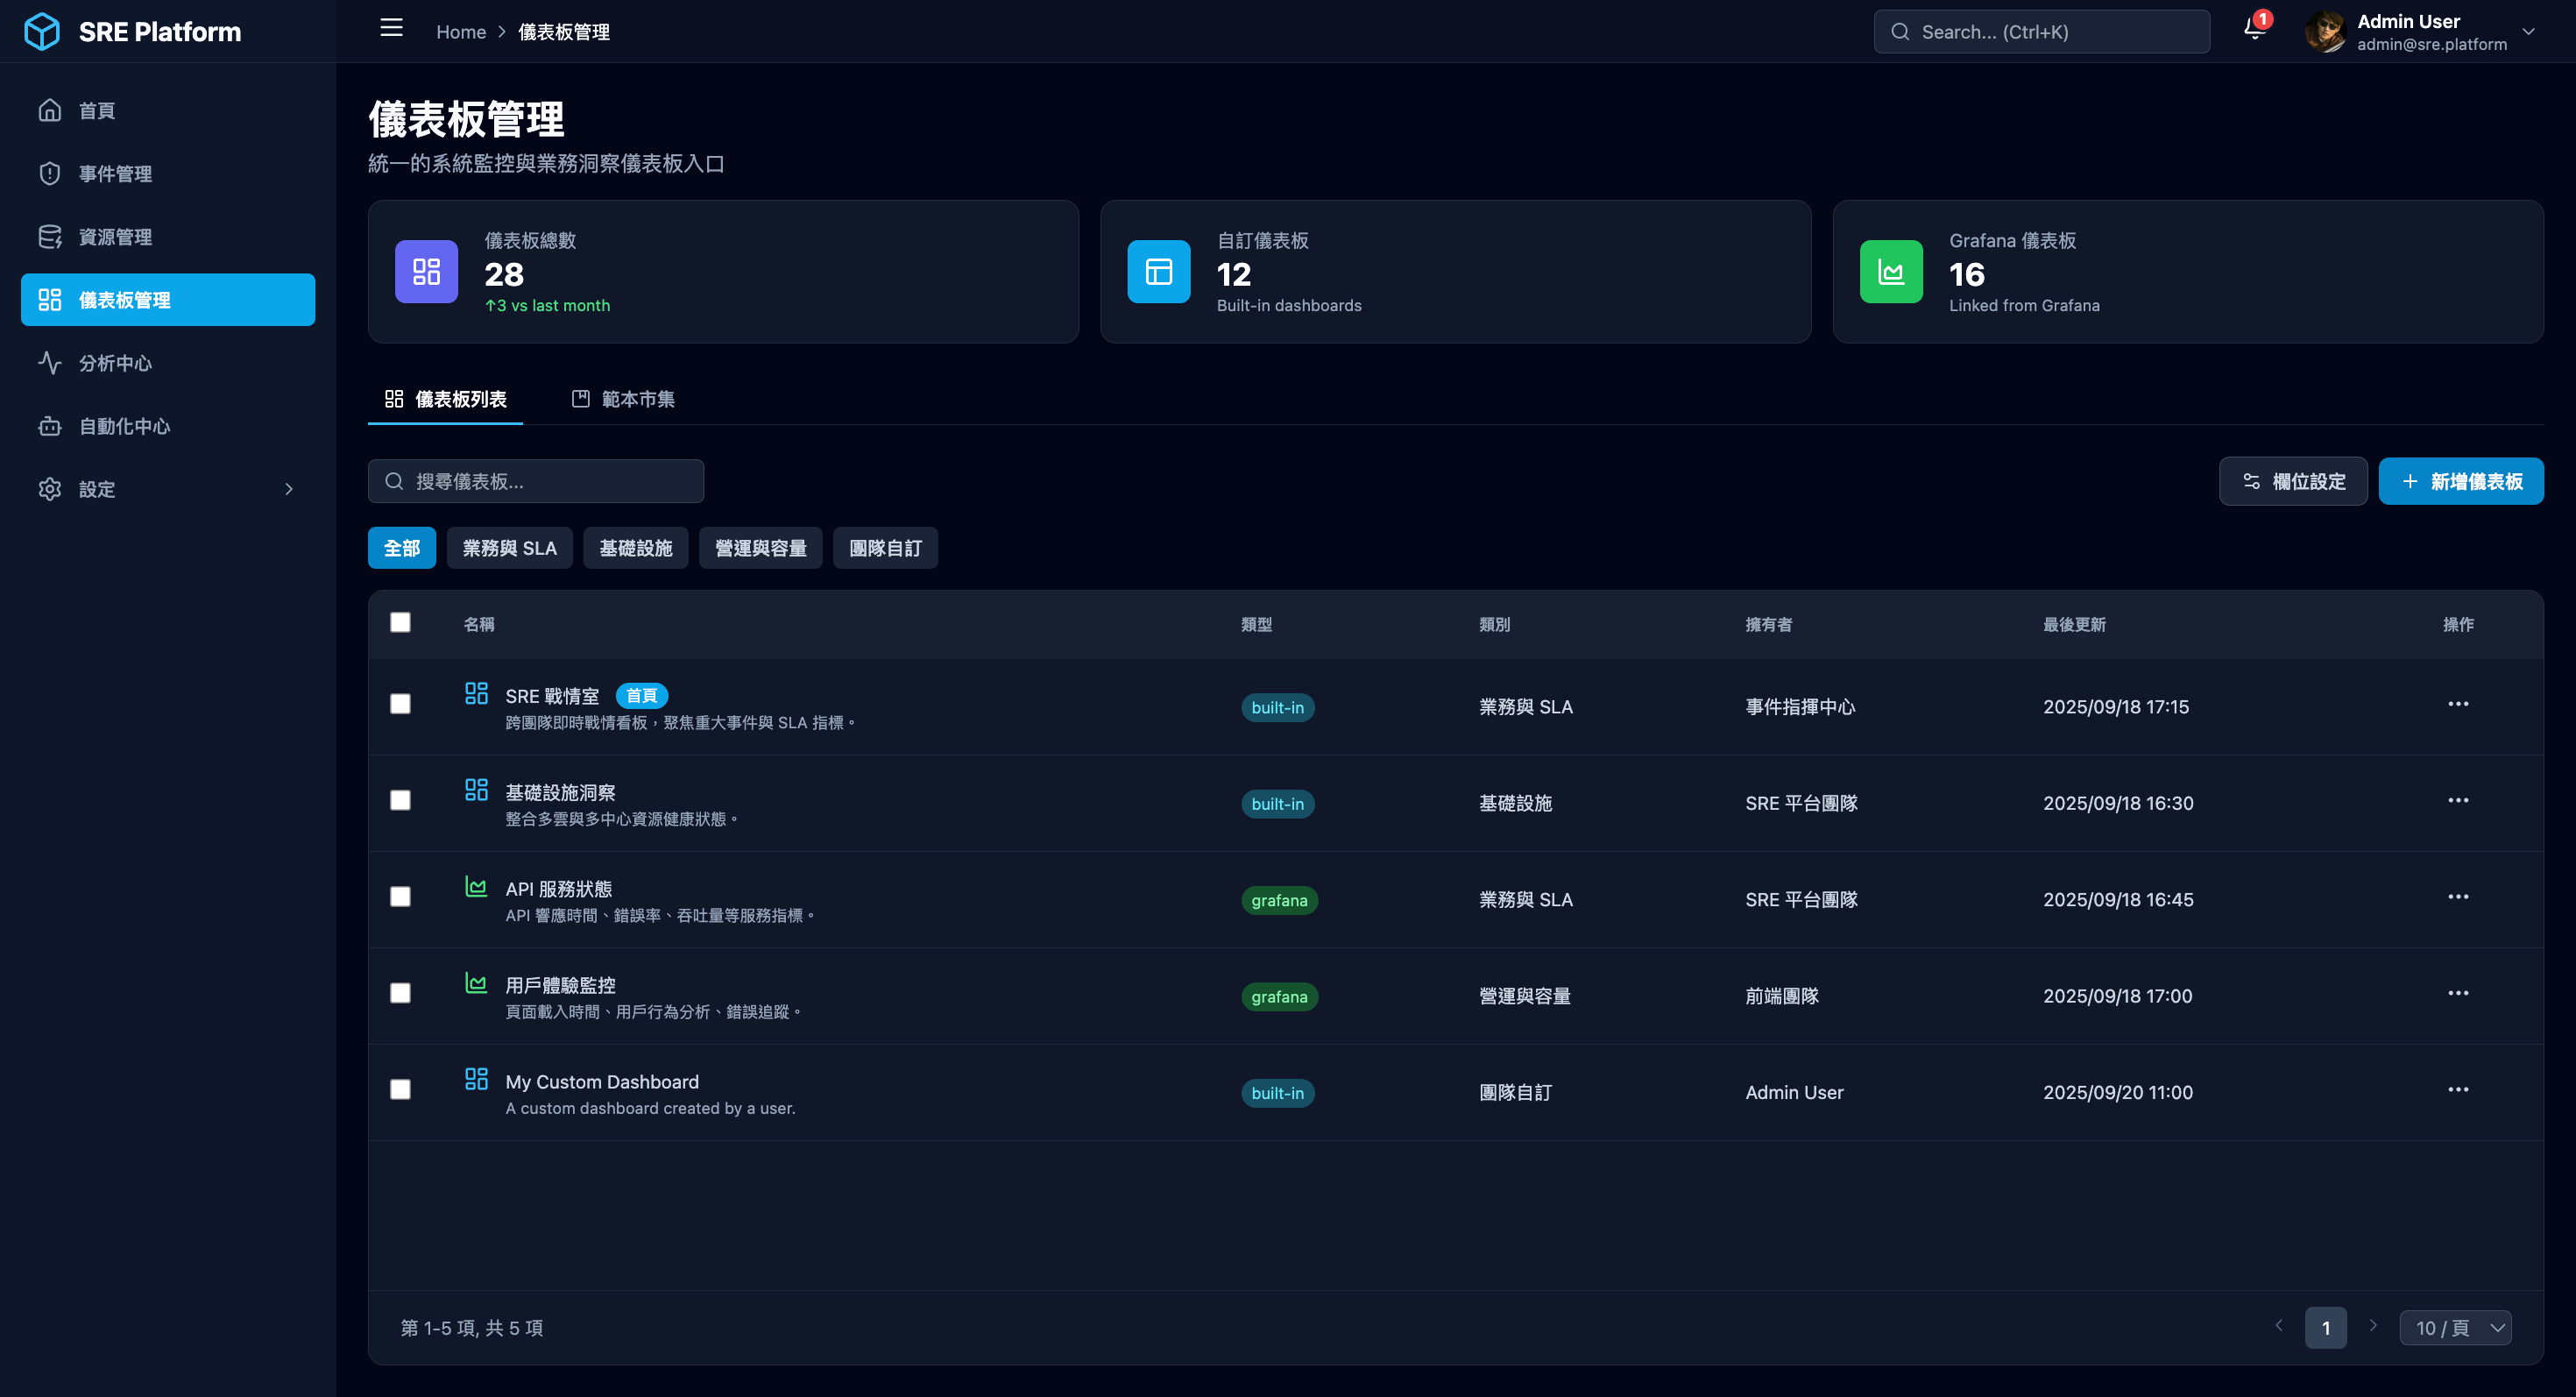 SRE Platform
Home > 儀表板管理
Search... (Ctrl+K)
1
Admin User
admin@sre.platform
首頁
事件管理
資源管理
儀表板管理
分析中心
自動化中心
設定
儀表板管理
統一的系統監控與業務洞察儀表板入口
儀表板總數
28
↑3 vs last month
自訂儀表板
12
Built-in dashboards
Grafana 儀表板
16
Linked from Grafana
儀表板列表
範本市集
搜尋儀表板...
欄位設定
+ 新增儀表板
全部
業務與 SLA
基礎設施
營運與容量
團隊自訂
名稱 類型 類別 擁有者 最後更新 操作
SRE 戰情室 首頁
跨團隊即時戰情看板，聚焦重大事件與 SLA 指標。
built-in 業務與 SLA 事件指揮中心 2025/09/18 17:15
基礎設施洞察
整合多雲與多中心資源健康狀態。
built-in 基礎設施 SRE 平台團隊 2025/09/18 16:30
API 服務狀態
API 響應時間、錯誤率、吞吐量等服務指標。
grafana 業務與 SLA SRE 平台團隊 2025/09/18 16:45
用戶體驗監控
頁面載入時間、用戶行為分析、錯誤追蹤。
grafana 營運與容量 前端團隊 2025/09/18 17:00
My Custom Dashboard
A custom dashboard created by a user.
built-in 團隊自訂 Admin User 2025/09/20 11:00
第 1-5 項, 共 5 項
1
10 / 頁